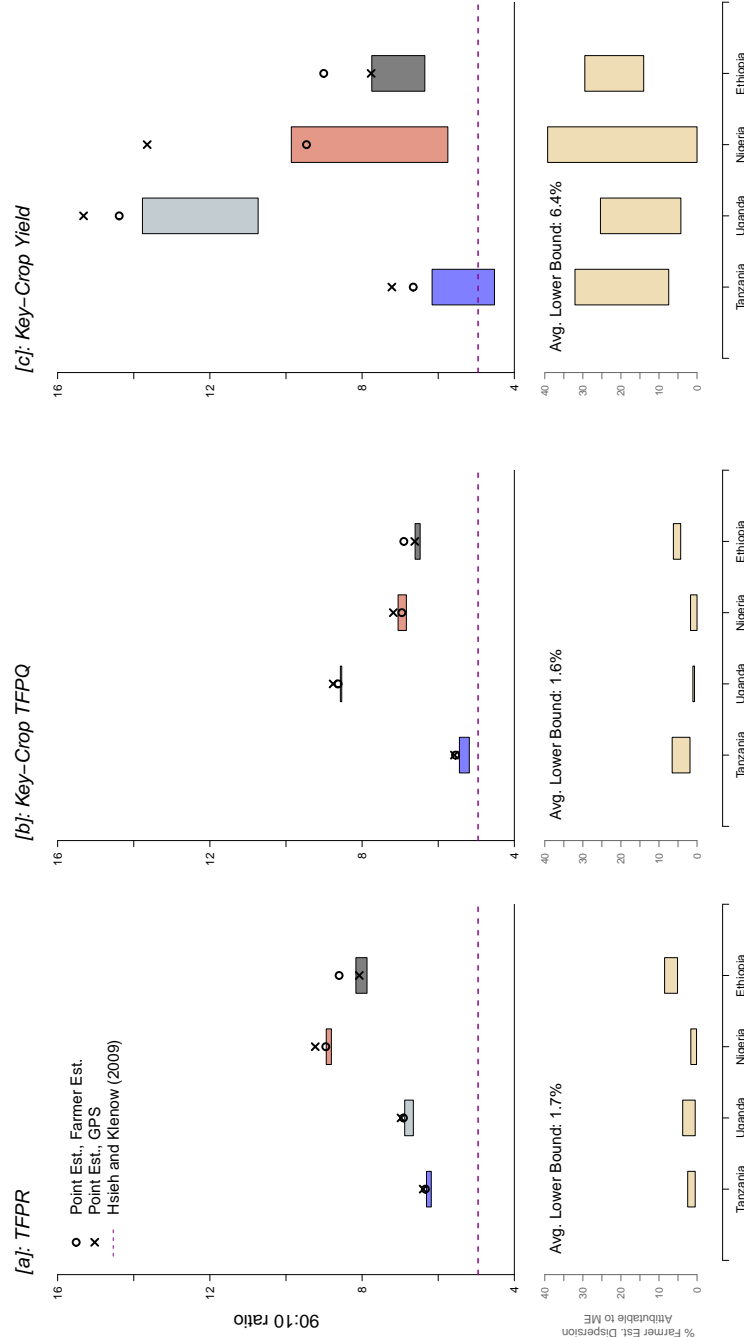 [a]: TFPR
90:10 ratio
16
12
8
4
Point Est., Farmer Est.
Point Est., GPS
Hsieh and Klenow (2009)
% Farmer Est. Dispersion
Attributable to ME
40
30
20
10
0
Avg. Lower Bound: 1.7%
Tanzania
Uganda
Nigeria
Ethiopia
[b]: Key−Crop TFPQ
16
12
8
4
40
30
20
10
0
Avg. Lower Bound: 1.6%
Tanzania
Uganda
Nigeria
Ethiopia
[c]: Key−Crop Yield
16
12
8
4
40
30
20
10
0
Avg. Lower Bound: 6.4%
Tanzania
Uganda
Nigeria
Ethiopia